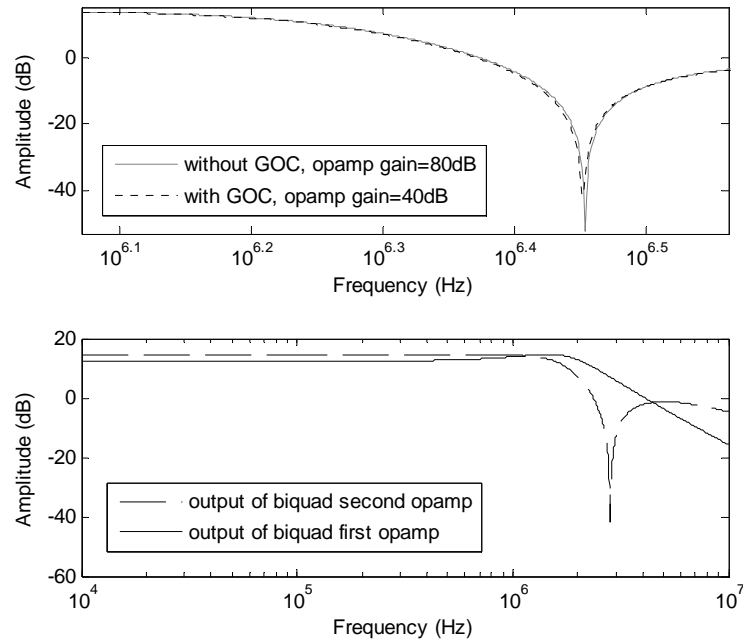 0
-20
-40
Amplitude (dB)
without GOC, opamp gain=80dB
with GOC, opamp gain=40dB
10^6.1
10^6.2
10^6.3
10^6.4
10^6.5
Frequency (Hz)
20
0
-20
-40
-60
Amplitude (dB)
output of biquad second opamp
output of biquad first opamp
10^4
10^5
10^6
10^7
Frequency (Hz)